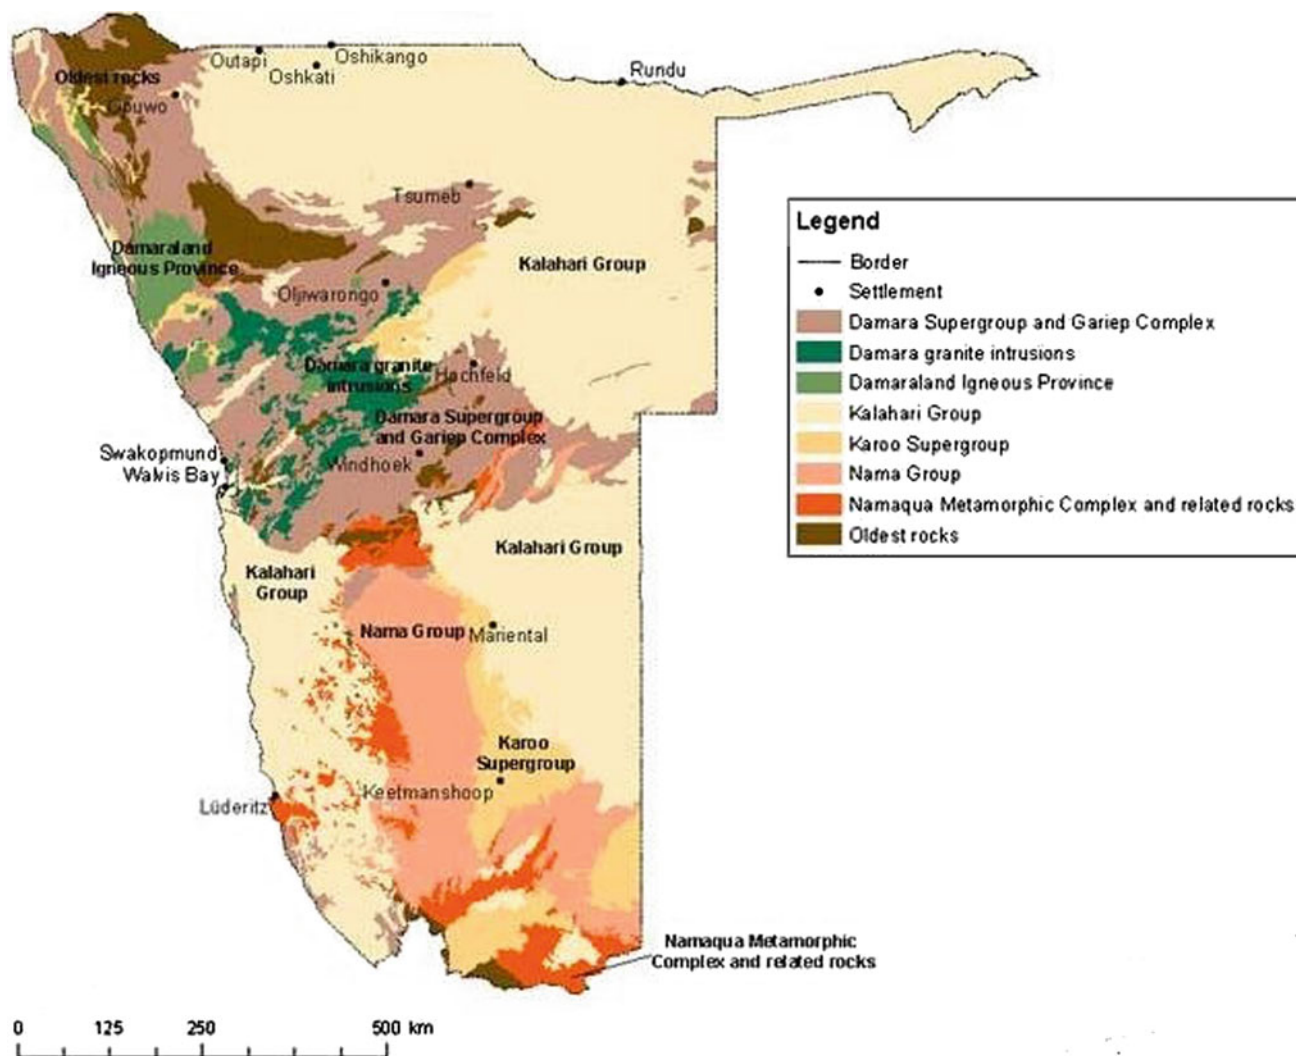 Outapi
Oshikango
Oshkati
Rundu
Oldest rocks
Opuwo
Tsumeb
Damaraland
Igneous Province
Kalahari Group
Otjiwarongo
Damara granite
intrusions
Hochfeld
Damara Supergroup
and Gariep Complex
Swakopmund
Walvis Bay
Windhoek
Kalahari Group
Kalahari
Group
Nama Group
Mariental
Karoo
Supergroup
Keetmanshoop
Lüderitz
Namaqua Metamorphic
Complex and related rocks
Legend
Border
Settlement
Damara Supergroup and Gariep Complex
Damara granite intrusions
Damaraland Igneous Province
Kalahari Group
Karoo Supergroup
Nama Group
Namaqua Metamorphic Complex and related rocks
Oldest rocks
0 125 250 500 km